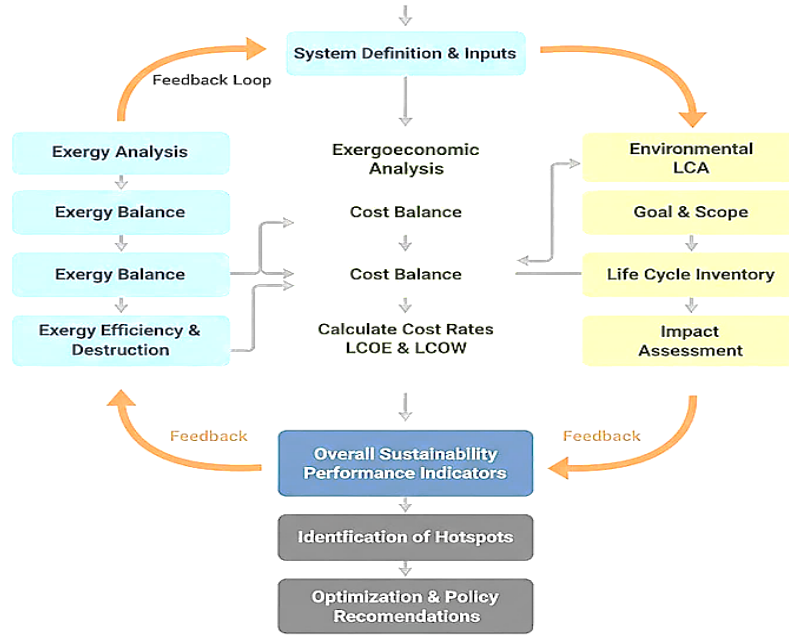 System Definition & Inputs
Feedback Loop
Exergy Analysis
Exergy Balance
Exergy Balance
Exergy Efficiency &
Destruction
Exergoeconomic
Analysis
Cost Balance
Cost Balance
Calculate Cost Rates
LCOE & LCOW
Environmental
LCA
Goal & Scope
Life Cycle Inventory
Impact
Assessment
Feedback
Feedback
Overall Sustainability
Performance Indicators
Identfication of Hotspots
Optimization & Policy
Recomendations